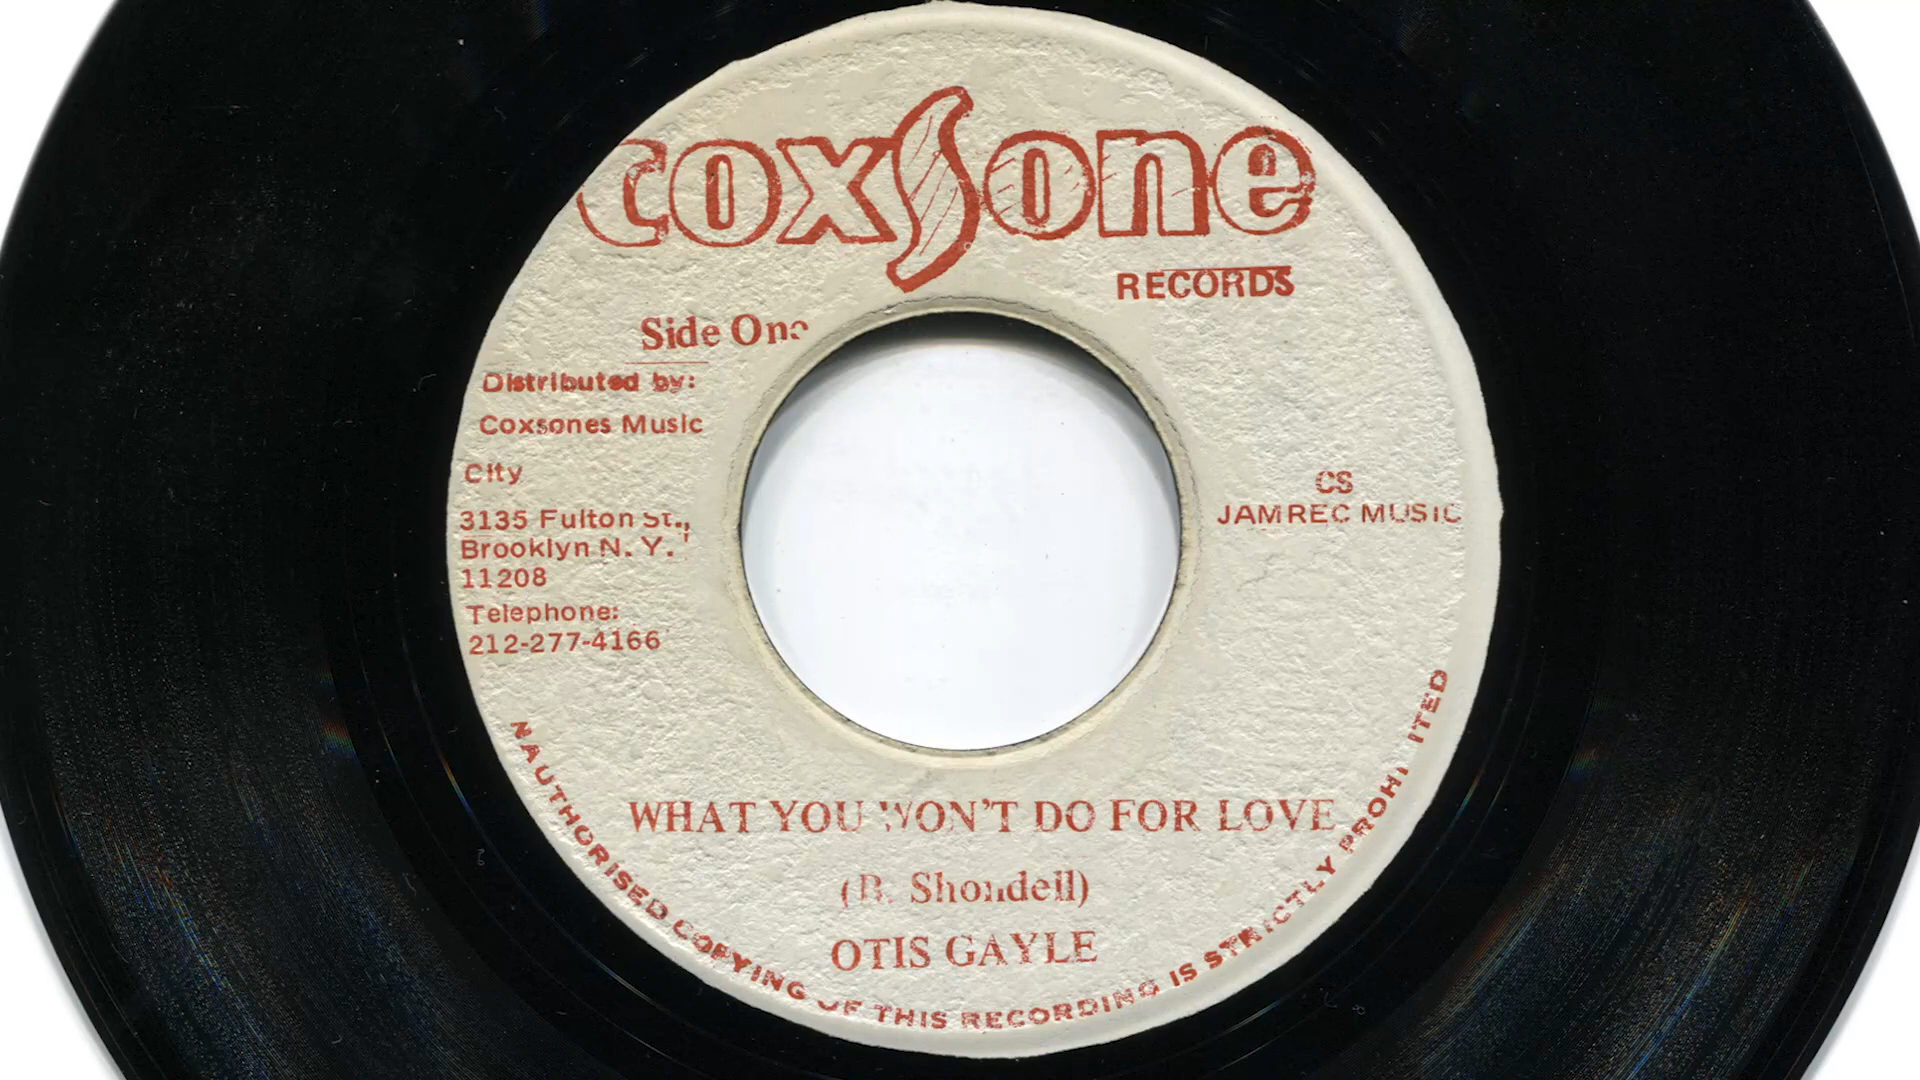 coxsone
RECORDS
Side One
Distributed by:
Coxsones Music
City
3135 Fulton St.,
Brooklyn N. Y.
11208
Telephone:
212-277-4166
CS
JAMREC MUSIC
WHAT YOU WON'T DO FOR LOVE
(B. Shondell)
OTIS GAYLE
NAUTHORISED COPYING OF THIS RECORDING IS STRICTLY PROHI ITED